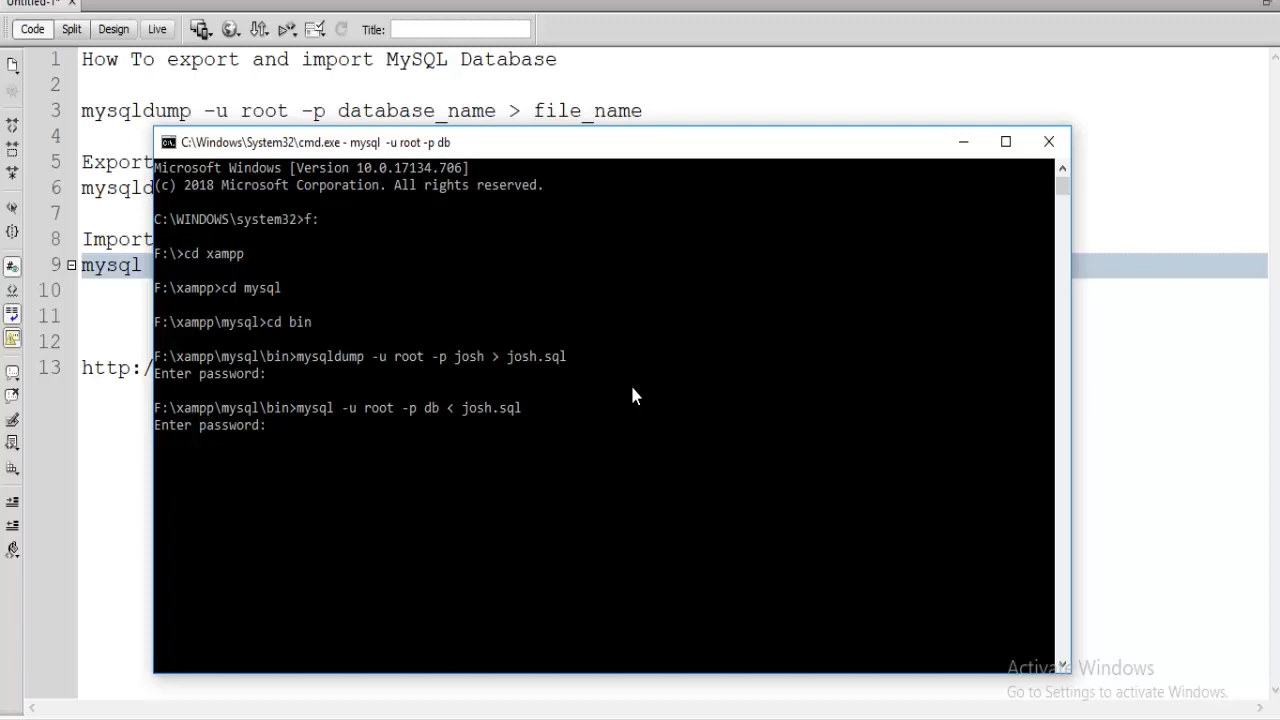 Untitled-1*
Code Split Design Live Title:
1 How To export and import MySQL Database
2
3 mysqldump -u root -p database_name > file_name
4
5 Export
6 mysqld
7
8 Import
9 mysql
10
11
12
13 http:/
C:\Windows\System32\cmd.exe - mysql -u root -p db
Microsoft Windows [Version 10.0.17134.706]
(c) 2018 Microsoft Corporation. All rights reserved.
C:\WINDOWS\system32>f:
F:\>cd xampp
F:\xampp>cd mysql
F:\xampp\mysql>cd bin
F:\xampp\mysql\bin>mysqldump -u root -p josh > josh.sql
Enter password:
F:\xampp\mysql\bin>mysql -u root -p db < josh.sql
Enter password:
Activate Windows
Go to Settings to activate Windows.